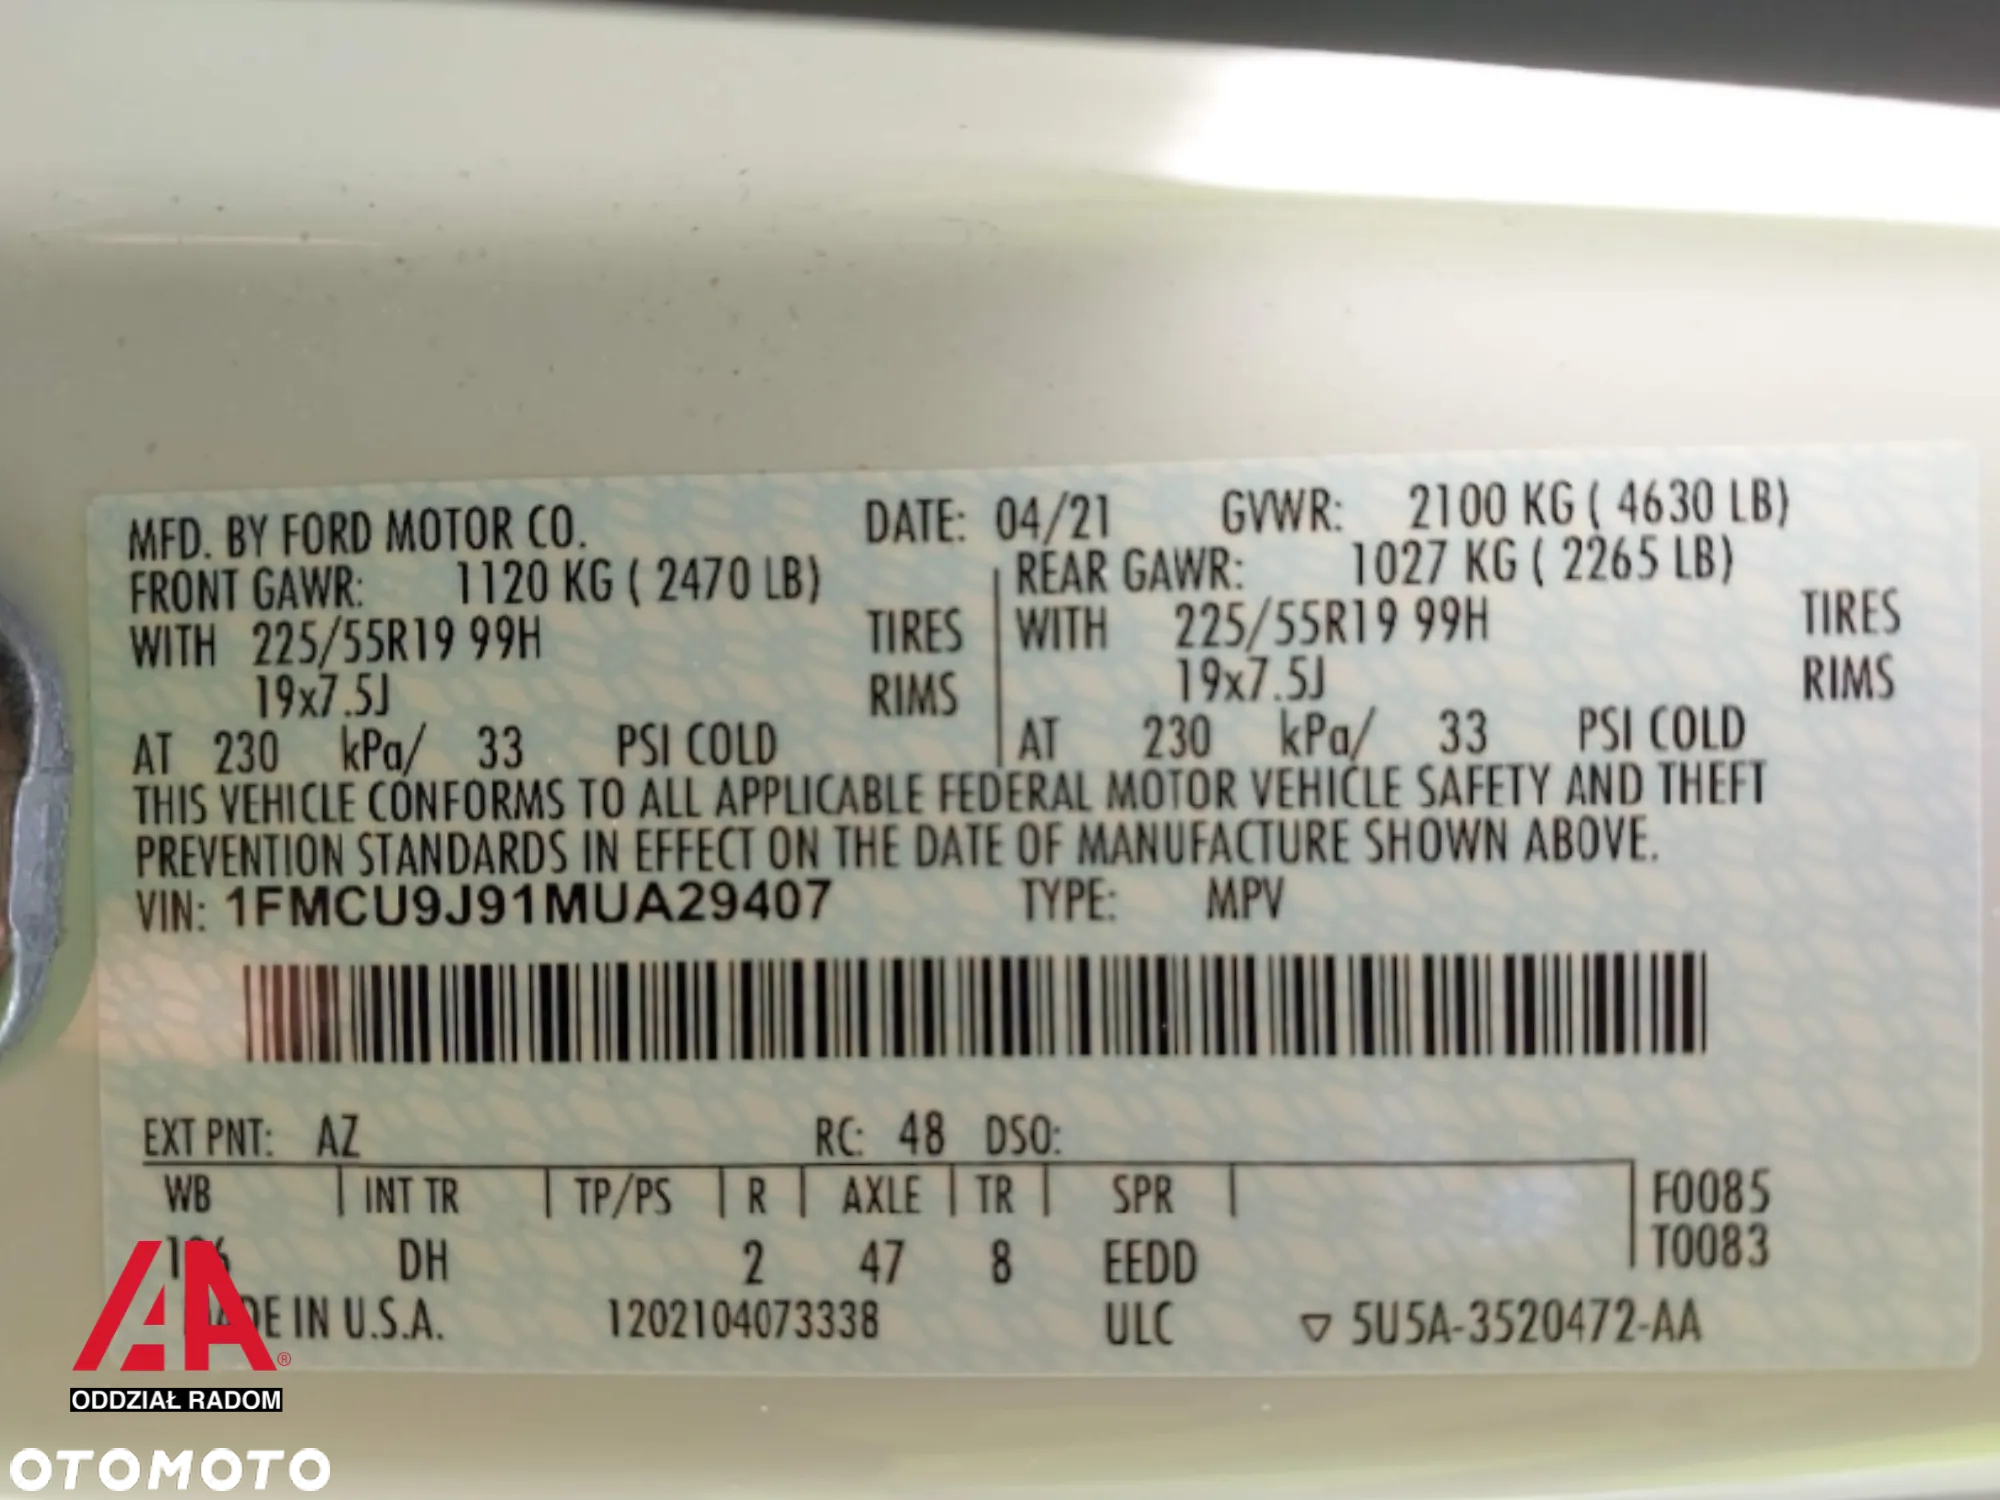 MFD. BY FORD MOTOR CO. DATE: 04/21 GVWR: 2100 KG ( 4630 LB)
FRONT GAWR: 1120 KG ( 2470 LB) REAR GAWR: 1027 KG ( 2265 LB)
WITH 225/55R19 99H TIRES WITH 225/55R19 99H TIRES
19x7.5J RIMS 19x7.5J RIMS
AT 230 kPa/ 33 PSI COLD AT 230 kPa/ 33 PSI COLD
THIS VEHICLE CONFORMS TO ALL APPLICABLE FEDERAL MOTOR VEHICLE SAFETY AND THEFT
PREVENTION STANDARDS IN EFFECT ON THE DATE OF MANUFACTURE SHOWN ABOVE.
VIN: 1FMCU9J91MUA29407 TYPE: MPV
EXT PNT: AZ RC: 48 DSO:
WB INT TR TP/PS R AXLE TR SPR F0085
T0083
DH 2 47 8 EEDD
IN U.S.A. 1202104073338 ULC ▽ 5U5A-3520472-AA
AA®
ODDZIAŁ RADOM
OTOMOTO